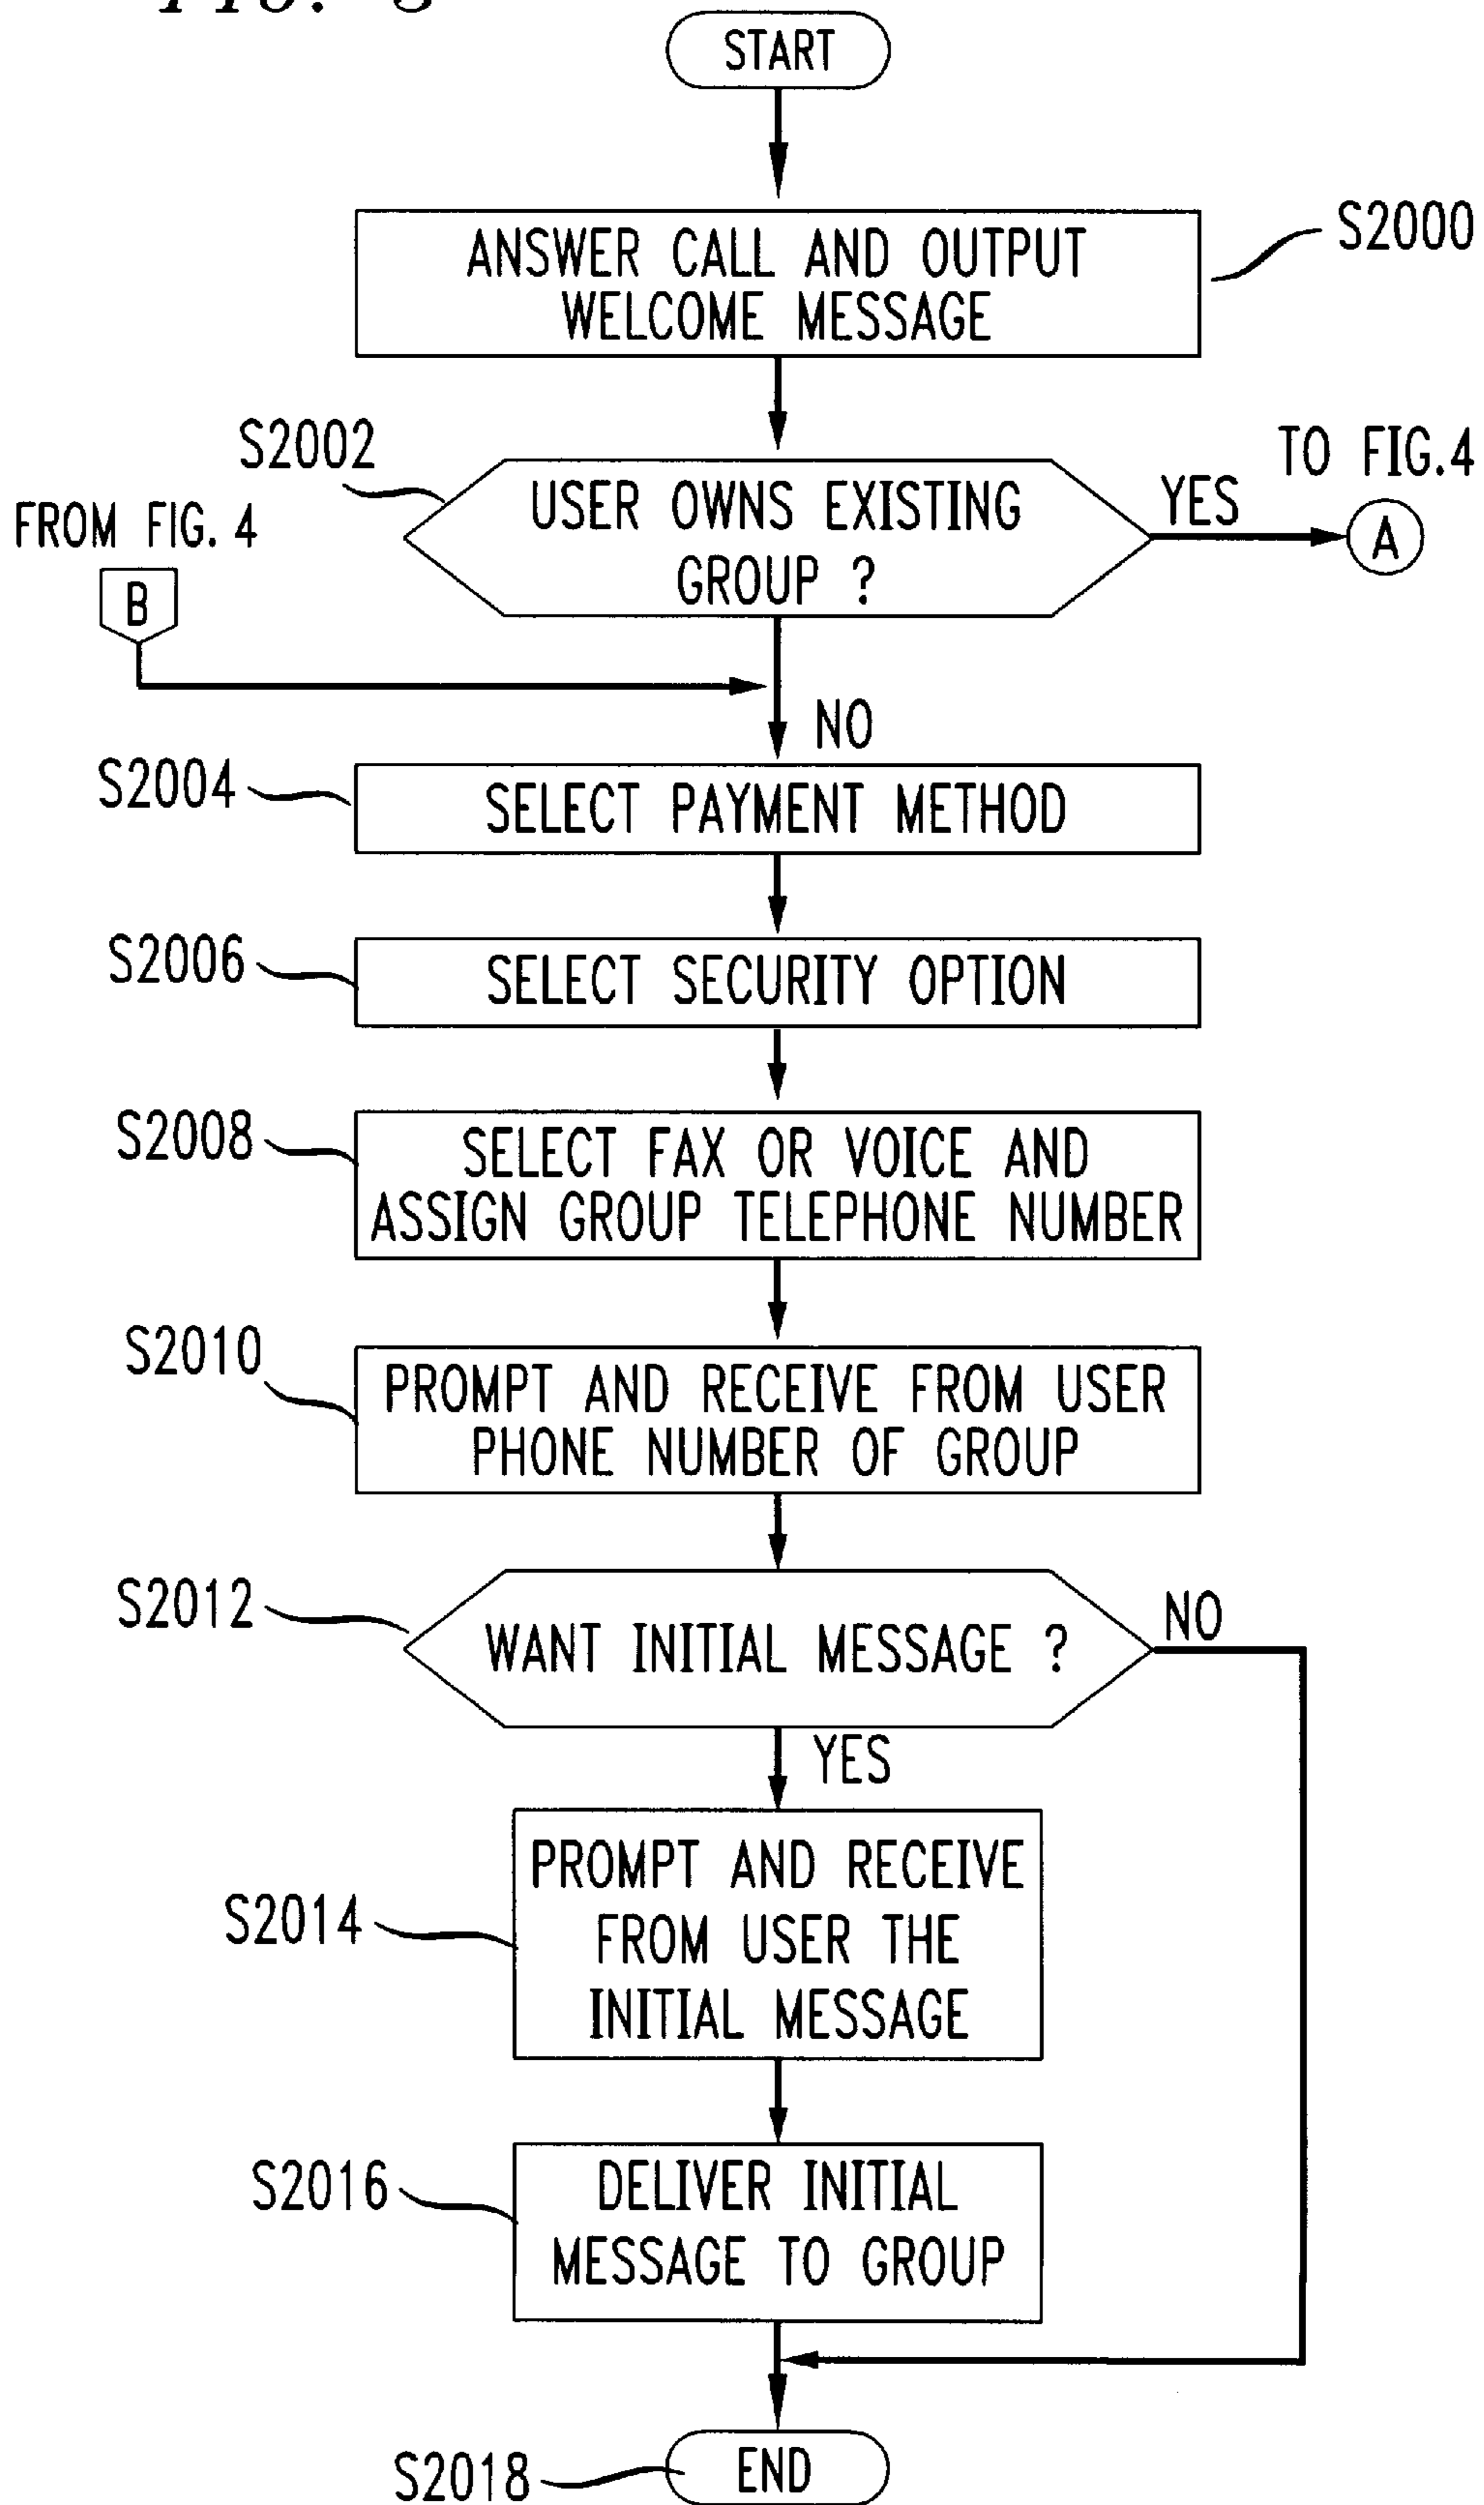 START
ANSWER CALL AND OUTPUT
WELCOME MESSAGE
S2000
S2002
USER OWNS EXISTING
GROUP ?
YES
TO FIG.4
A
FROM FIG. 4
B
NO
S2004
SELECT PAYMENT METHOD
S2006
SELECT SECURITY OPTION
S2008
SELECT FAX OR VOICE AND
ASSIGN GROUP TELEPHONE NUMBER
S2010
PROMPT AND RECEIVE FROM USER
PHONE NUMBER OF GROUP
S2012
WANT INITIAL MESSAGE ?
NO
YES
S2014
PROMPT AND RECEIVE
FROM USER THE
INITIAL MESSAGE
S2016
DELIVER INITIAL
MESSAGE TO GROUP
S2018
END